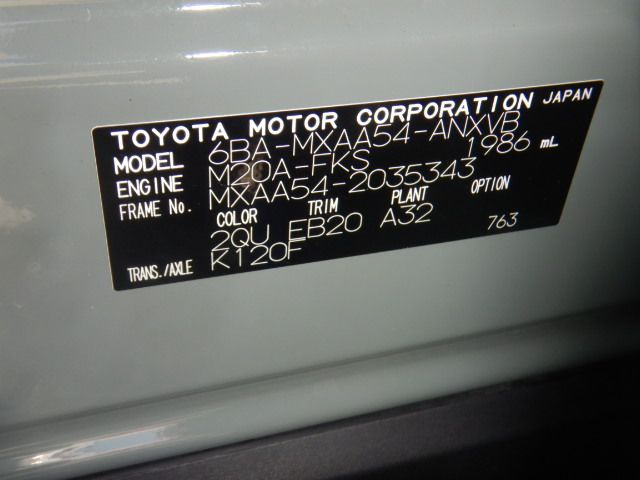 TOYOTA MOTOR CORPORATION JAPAN
MODEL 6BA-MXAA54-ANXVB
ENGINE M20A-FKS 1986 mL
FRAME No. MXAA54-2035343
COLOR TRIM PLANT OPTION
2QU EB20 A32 763
TRANS./AXLE K120F